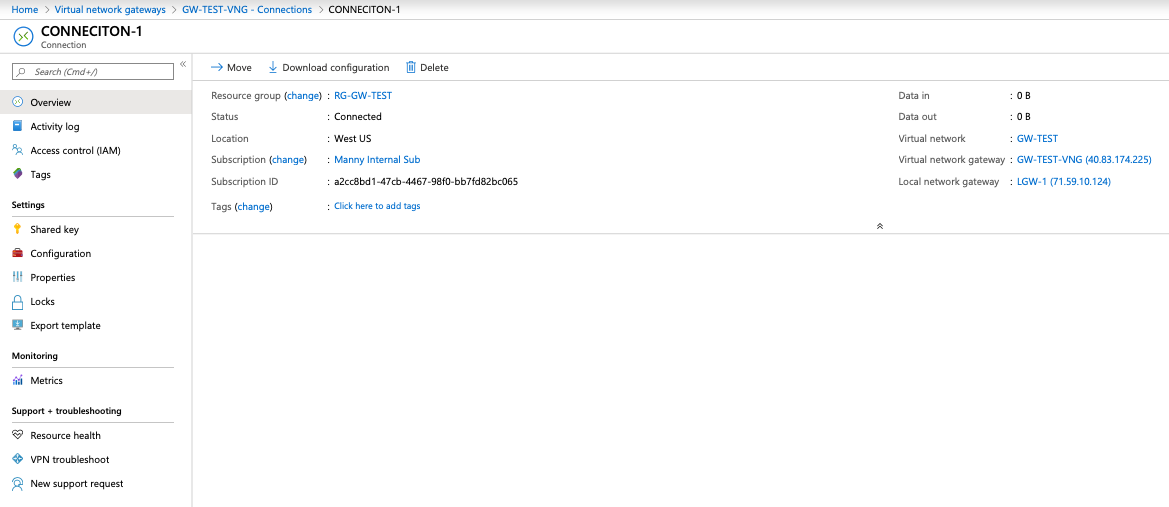 Home > Virtual network gateways > GW-TEST-VNG - Connections > CONNECITON-1
CONNECITON-1
Connection
Search (Cmd+/)
«
Overview
Activity log
Access control (IAM)
Tags
Settings
Shared key
Configuration
Properties
Locks
Export template
Monitoring
Metrics
Support + troubleshooting
Resource health
VPN troubleshoot
New support request
Move Download configuration Delete
Resource group (change) : RG-GW-TEST
Status : Connected
Location : West US
Subscription (change) : Manny Internal Sub
Subscription ID : a2cc8bd1-47cb-4467-98f0-bb7fd82bc065
Tags (change) : Click here to add tags
Data in : 0 B
Data out : 0 B
Virtual network : GW-TEST
Virtual network gateway : GW-TEST-VNG (40.83.174.225)
Local network gateway : LGW-1 (71.59.10.124)